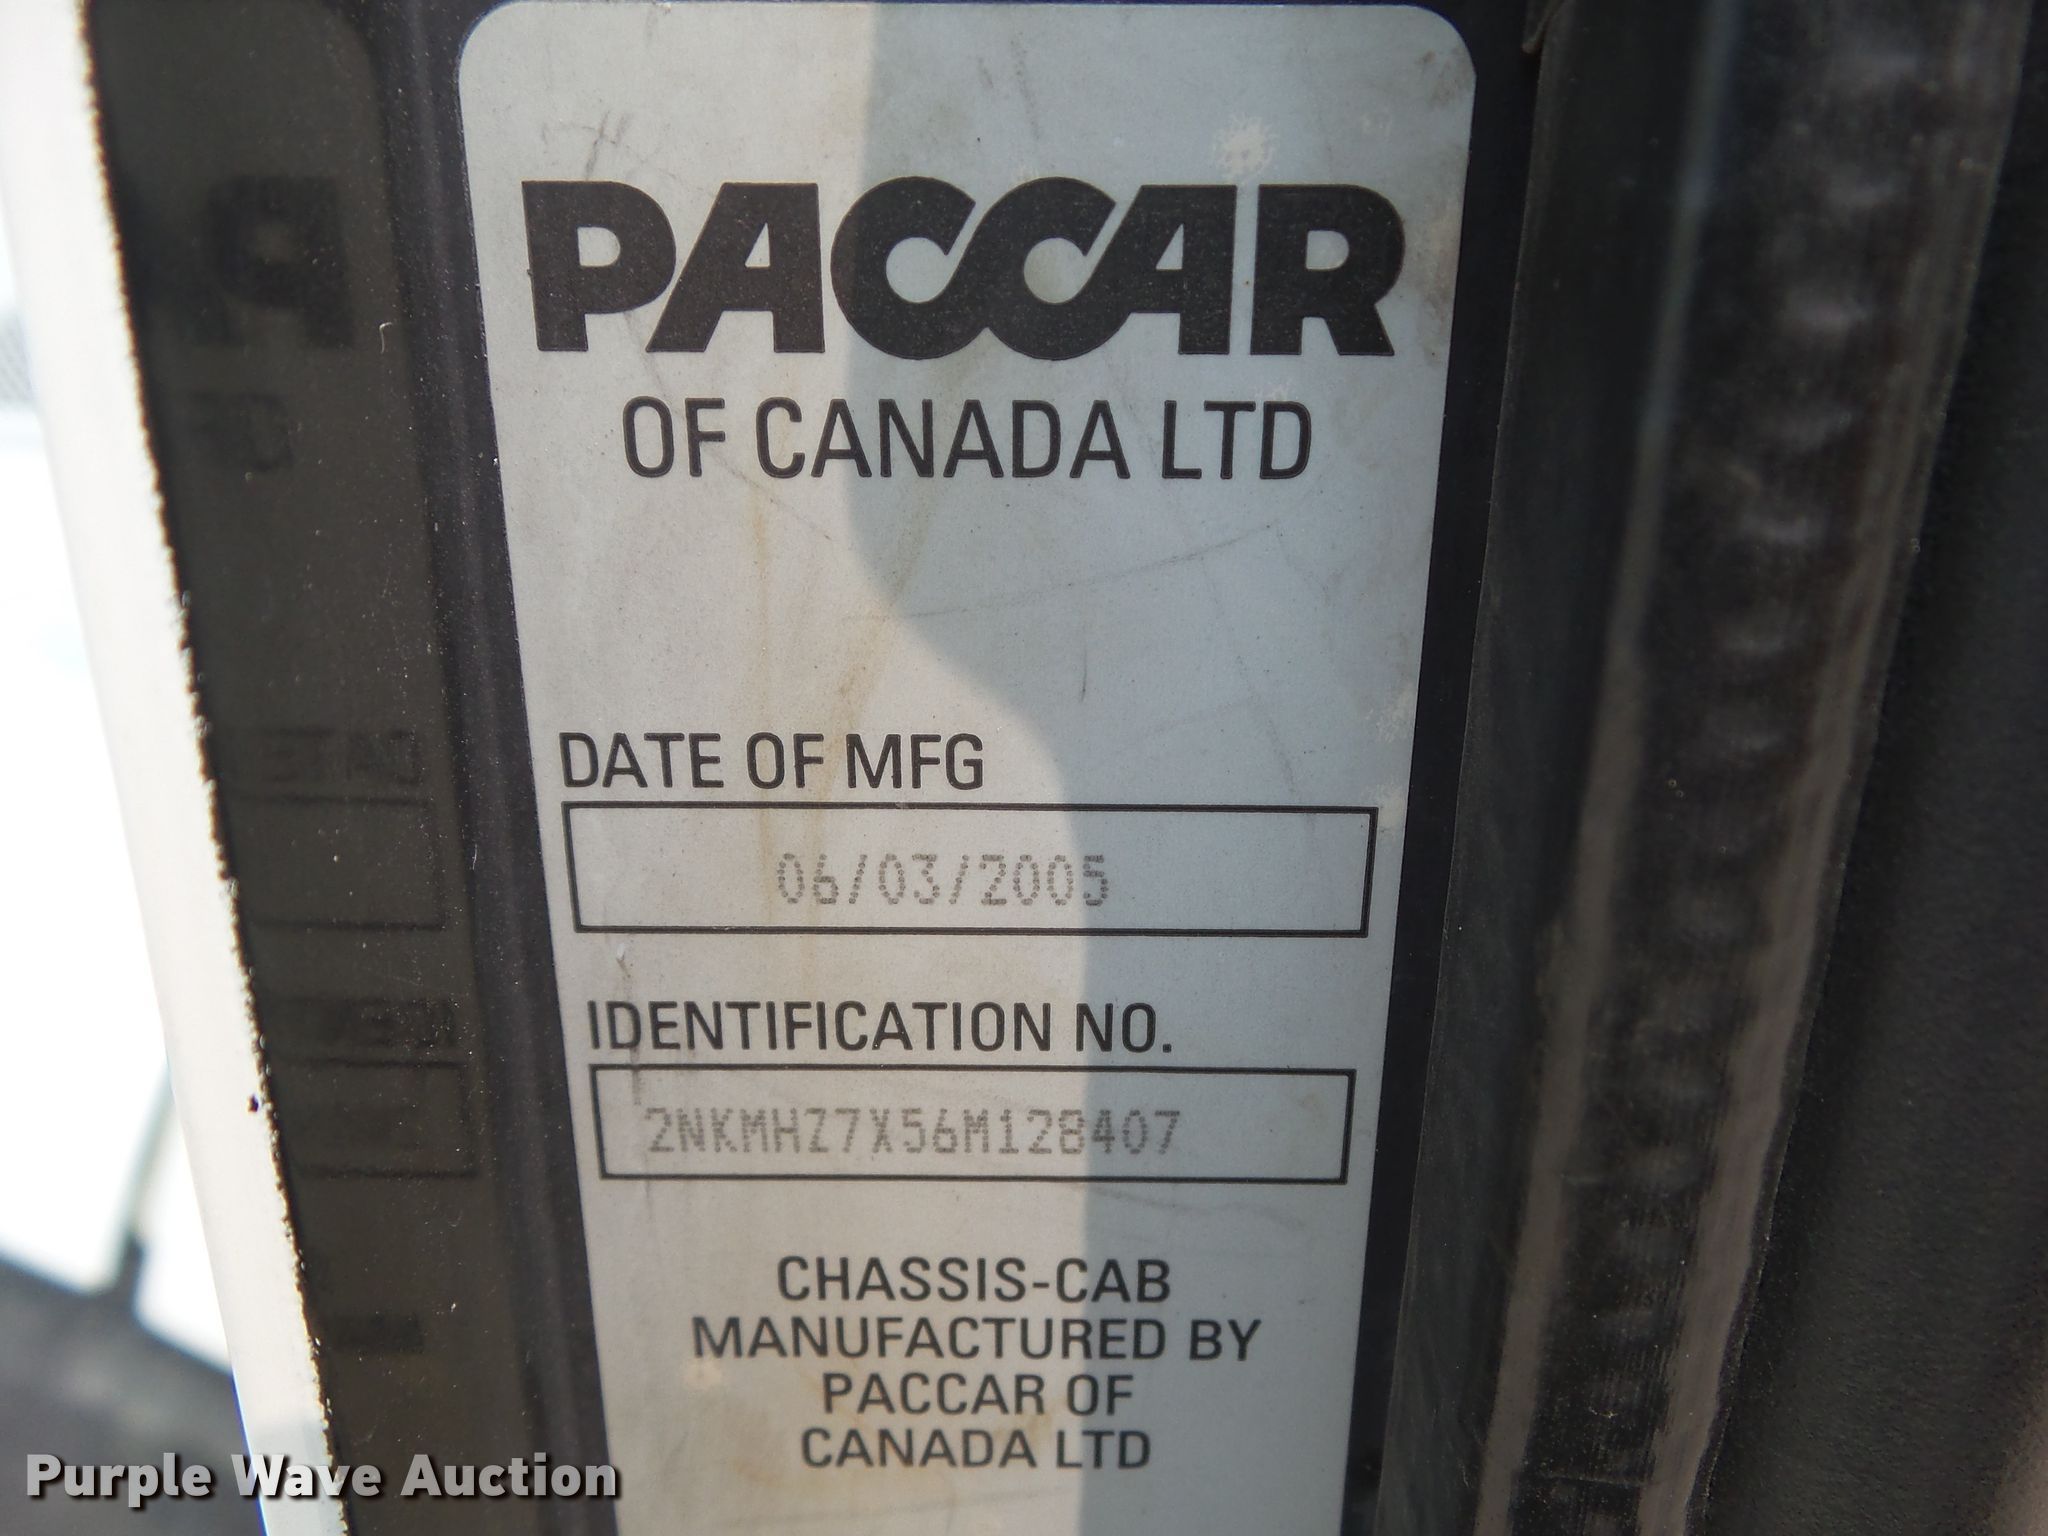 PACCAR
OF CANADA LTD
DATE OF MFG
06/03/2005
IDENTIFICATION NO.
2NKMHZ7X56M128407
CHASSIS-CAB
MANUFACTURED BY
PACCAR OF
CANADA LTD
Purple Wave Auction